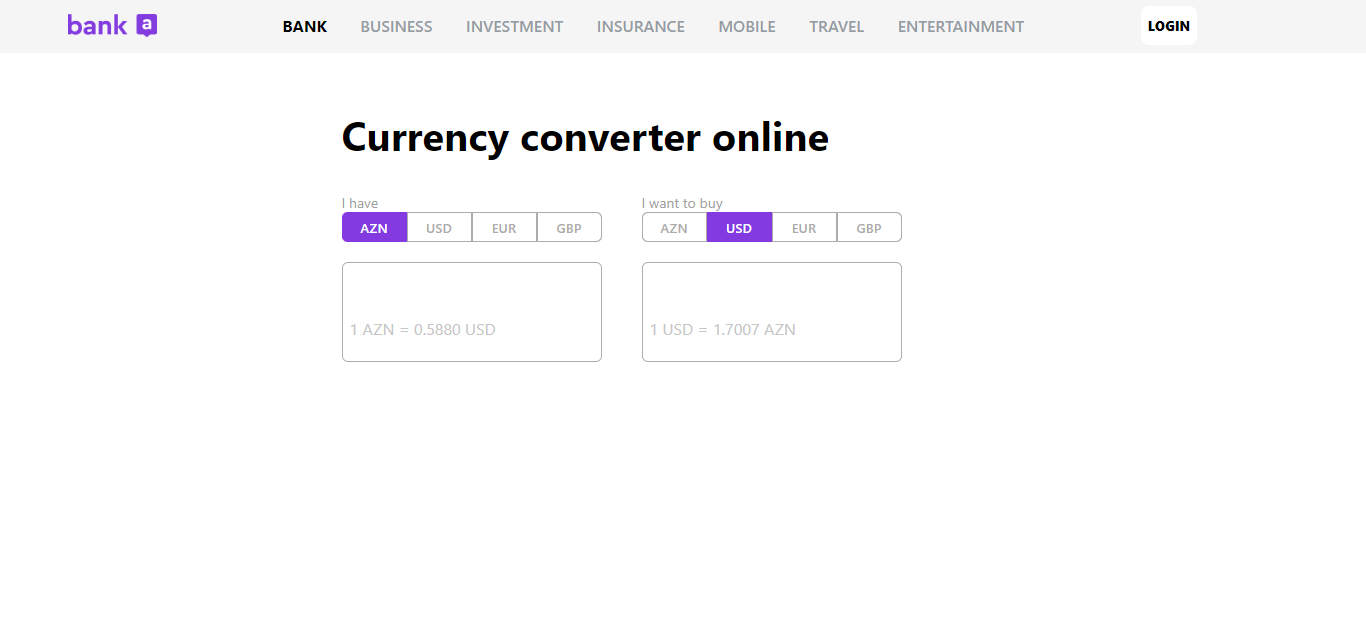 bank a
BANK BUSINESS INVESTMENT INSURANCE MOBILE TRAVEL ENTERTAINMENT LOGIN
Currency converter online
I have
AZN USD EUR GBP
1 AZN = 0.5880 USD
I want to buy
AZN USD EUR GBP
1 USD = 1.7007 AZN